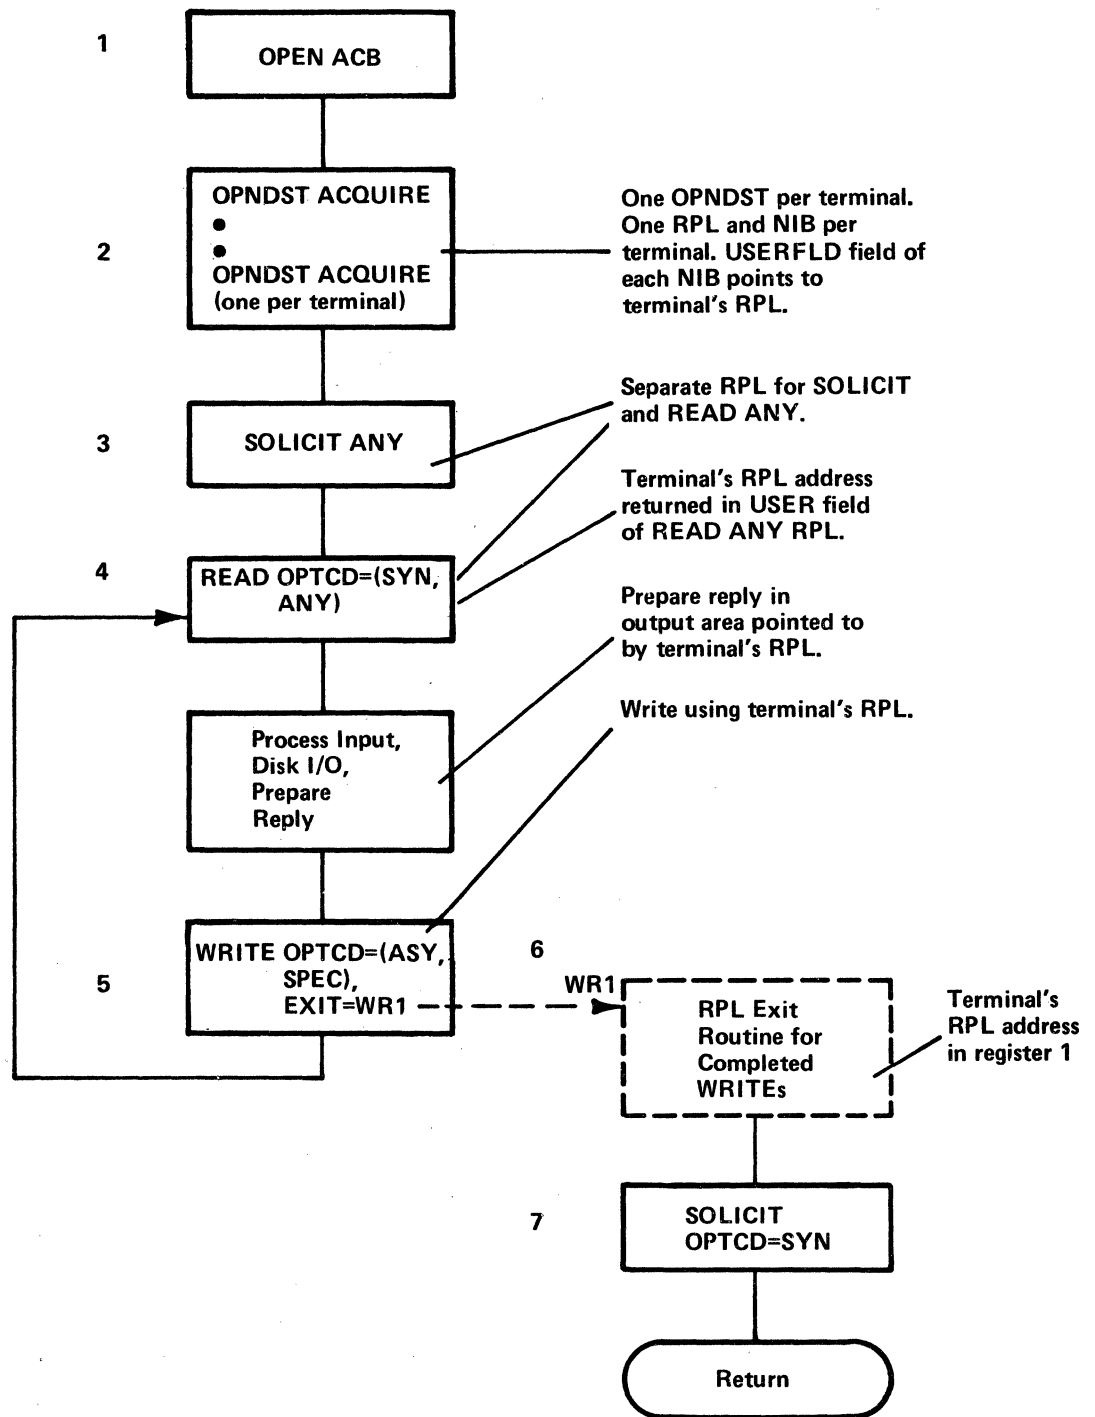 1
OPEN ACB
2
OPNDST ACQUIRE
●
●
OPNDST ACQUIRE
(one per terminal)
One OPNDST per terminal.
One RPL and NIB per
terminal. USERFLD field of
each NIB points to
terminal's RPL.
3
SOLICIT ANY
Separate RPL for SOLICIT
and READ ANY.
Terminal's RPL address
returned in USER field
of READ ANY RPL.
4
READ OPTCD=(SYN,
ANY)
Prepare reply in
output area pointed to
by terminal's RPL.
Process Input,
Disk I/O,
Prepare
Reply
Write using terminal's RPL.
5
WRITE OPTCD=(ASY,
SPEC),
EXIT=WR1
6
WR1
RPL Exit
Routine for
Completed
WRITEs
Terminal's
RPL address
in register 1
7
SOLICIT
OPTCD=SYN
Return